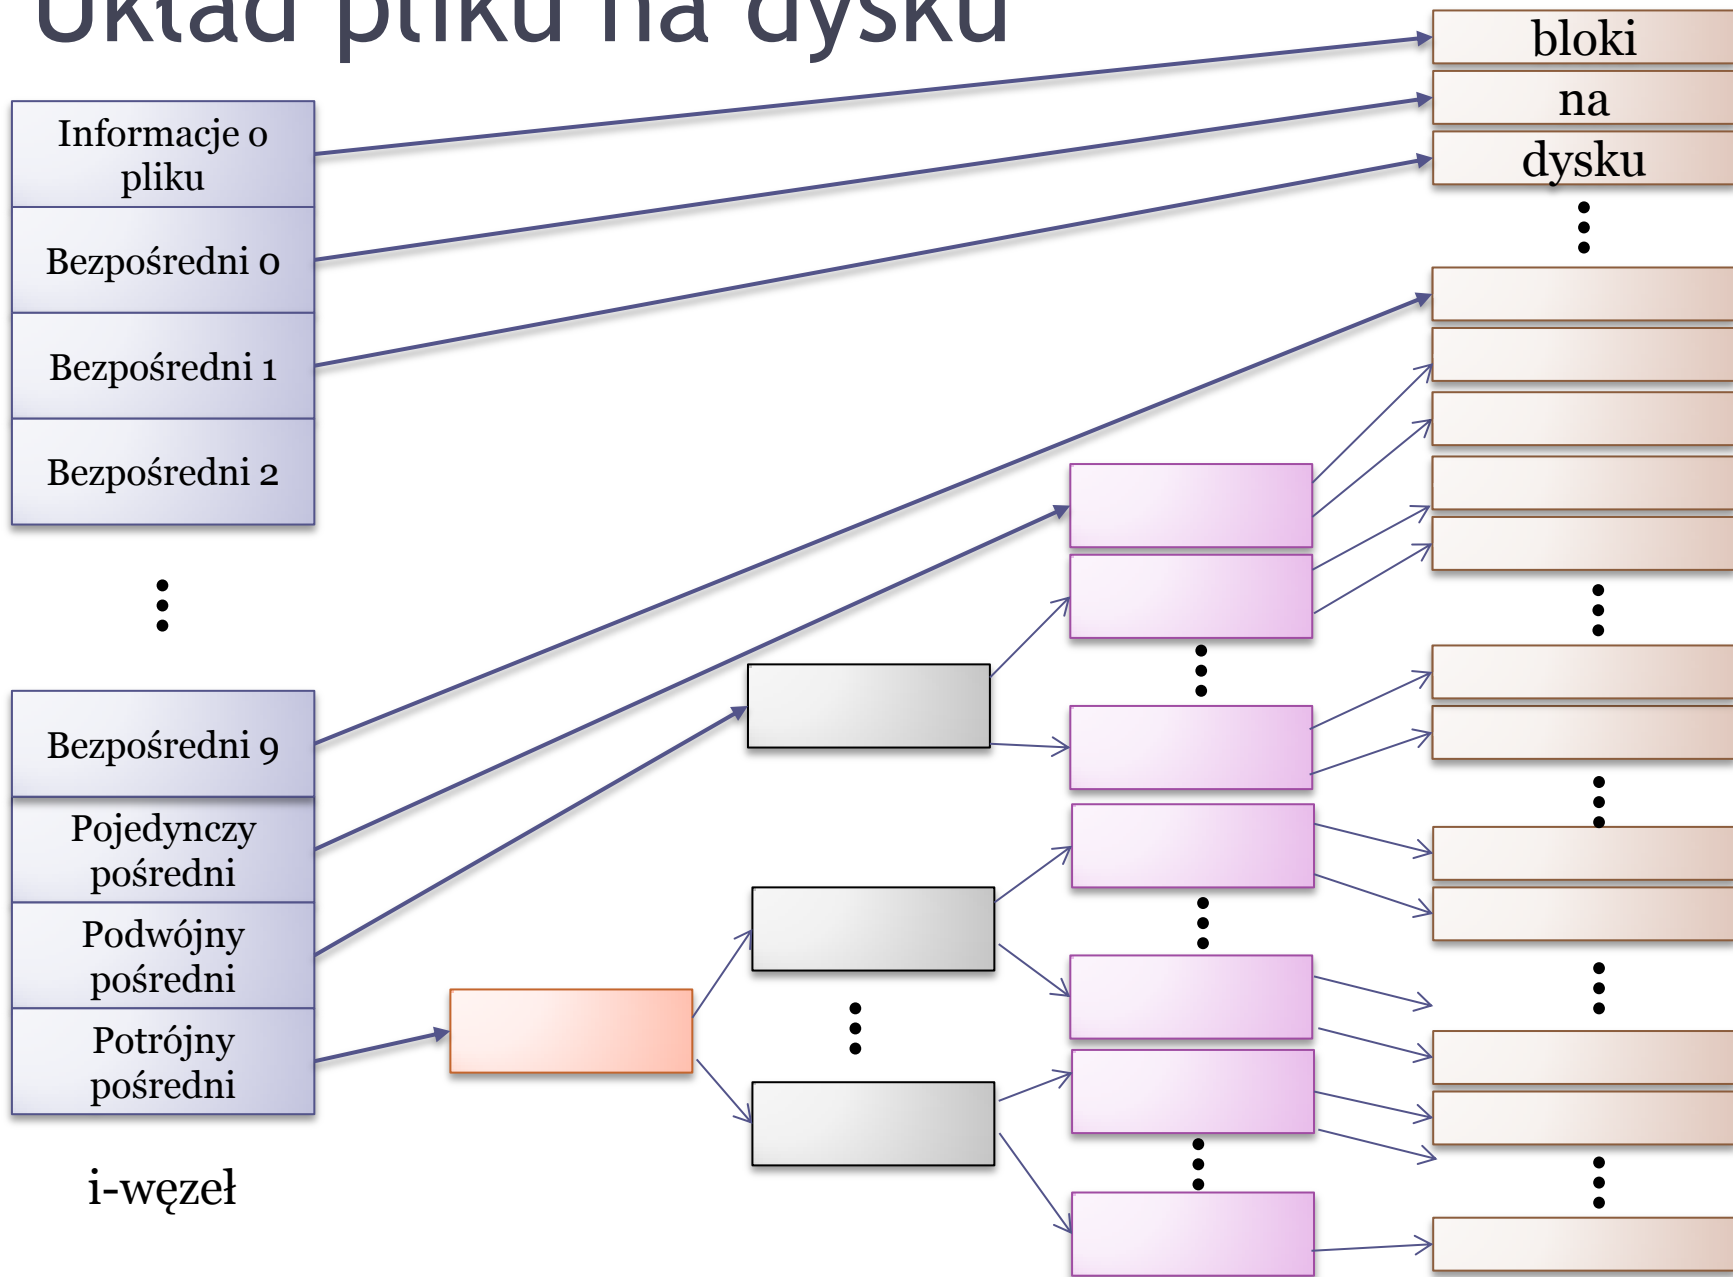 Układ pliku na dysku
Informacje o
pliku
Bezpośredni 0
Bezpośredni 1
Bezpośredni 2
Bezpośredni 9
Pojedynczy
pośredni
Podwójny
pośredni
Potrójny
pośredni
i-węzeł
bloki
na
dysku